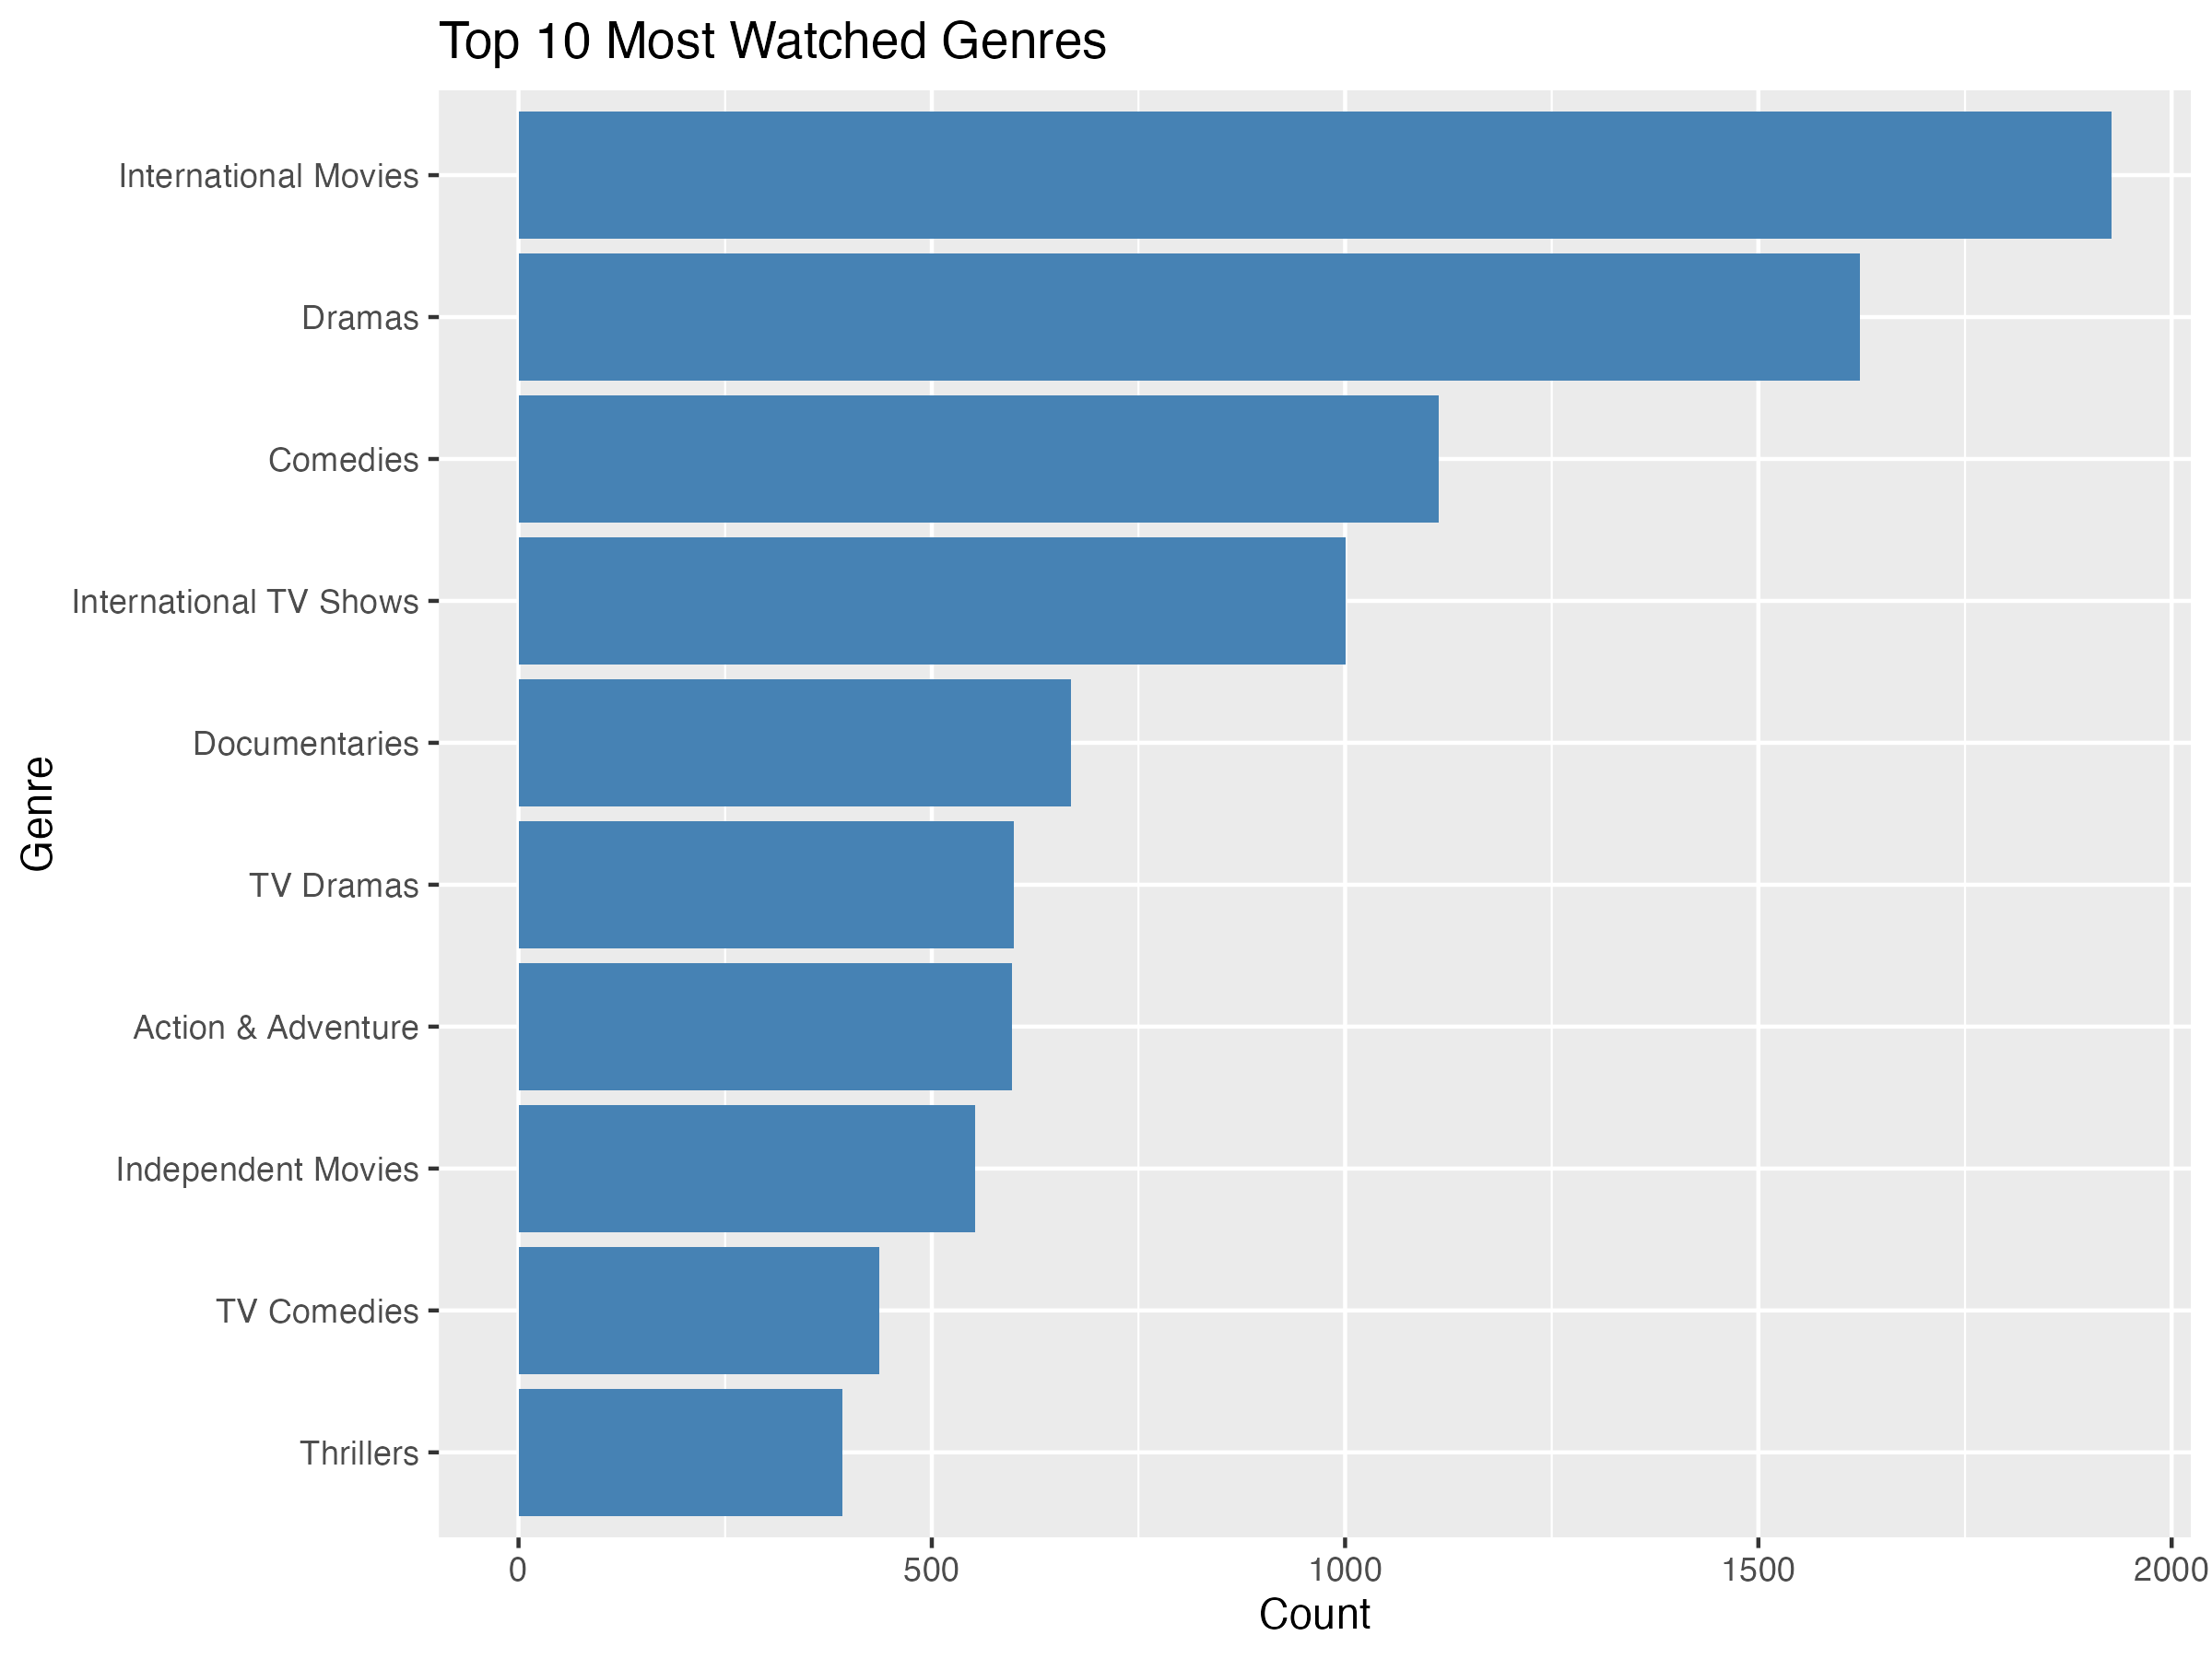 Top 10 Most Watched Genres
International Movies
Dramas
Comedies
International TV Shows
Documentaries
TV Dramas
Action & Adventure
Independent Movies
TV Comedies
Thrillers
Genre
0 500 1000 1500 2000
Count